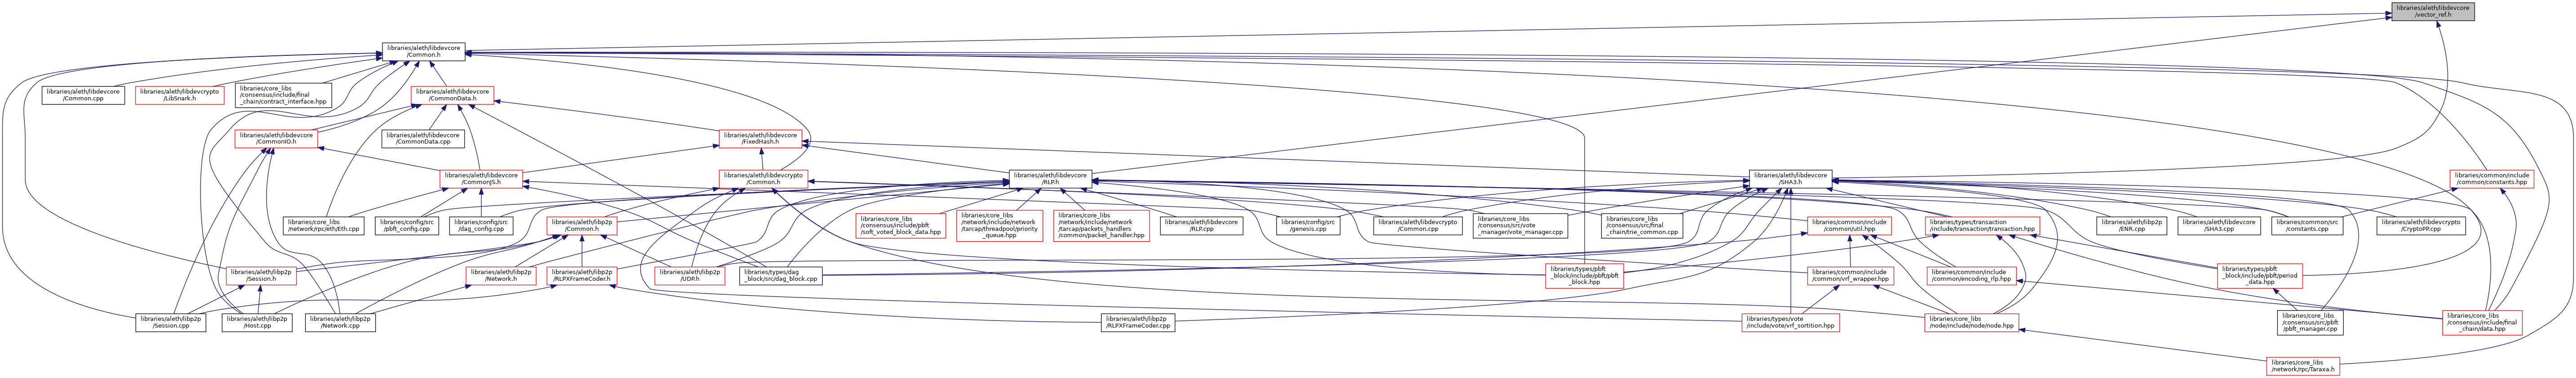 libraries/aleth/libdevcore
/vector_ref.h
libraries/aleth/libdevcore
/Common.h
libraries/aleth/libdevcore
/Common.cpp
libraries/aleth/libdevcrypto
/LibSnark.h
libraries/core_libs
/consensus/include/final
_chain/contract_interface.hpp
libraries/aleth/libdevcore
/CommonData.h
libraries/aleth/libdevcore
/CommonIO.h
libraries/aleth/libdevcore
/CommonData.cpp
libraries/aleth/libdevcore
/FixedHash.h
libraries/aleth/libdevcore
/CommonJS.h
libraries/aleth/libdevcrypto
/Common.h
libraries/aleth/libdevcore
/RLP.h
libraries/aleth/libdevcore
/SHA3.h
libraries/common/include
/common/constants.hpp
libraries/core_libs
/network/rpc/eth/Eth.cpp
libraries/config/src
/pbft_config.cpp
libraries/config/src
/dag_config.cpp
libraries/aleth/libp2p
/Common.h
libraries/core_libs
/consensus/include/pbft
/soft_voted_block_data.hpp
libraries/core_libs
/network/include/network
/tarcap/threadpool/priority
_queue.hpp
libraries/core_libs
/network/include/network
/tarcap/packets_handlers
/common/packet_handler.hpp
libraries/aleth/libdevcore
/RLP.cpp
libraries/config/src
/genesis.cpp
libraries/aleth/libdevcrypto
/Common.cpp
libraries/core_libs
/consensus/src/vote
_manager/vote_manager.cpp
libraries/core_libs
/consensus/src/final
_chain/trie_common.cpp
libraries/common/include
/common/util.hpp
libraries/types/transaction
/include/transaction/transaction.hpp
libraries/aleth/libp2p
/ENR.cpp
libraries/aleth/libdevcore
/SHA3.cpp
libraries/common/src
/constants.cpp
libraries/aleth/libdevcrypto
/CryptoPP.cpp
libraries/aleth/libp2p
/Session.h
libraries/aleth/libp2p
/Network.h
libraries/aleth/libp2p
/RLPXFrameCoder.h
libraries/aleth/libp2p
/UDP.h
libraries/types/dag
_block/src/dag_block.cpp
libraries/types/pbft
_block/include/pbft/pbft
_block.hpp
libraries/common/include
/common/vrf_wrapper.hpp
libraries/common/include
/common/encoding_rlp.hpp
libraries/types/pbft
_block/include/pbft/period
_data.hpp
libraries/aleth/libp2p
/Session.cpp
libraries/aleth/libp2p
/Host.cpp
libraries/aleth/libp2p
/Network.cpp
libraries/aleth/libp2p
/RLPXFrameCoder.cpp
libraries/types/vote
/include/vote/vrf_sortition.hpp
libraries/core_libs
/node/include/node/node.hpp
libraries/core_libs
/consensus/src/pbft
/pbft_manager.cpp
libraries/core_libs
/consensus/include/final
_chain/data.hpp
libraries/core_libs
/network/rpc/Taraxa.h